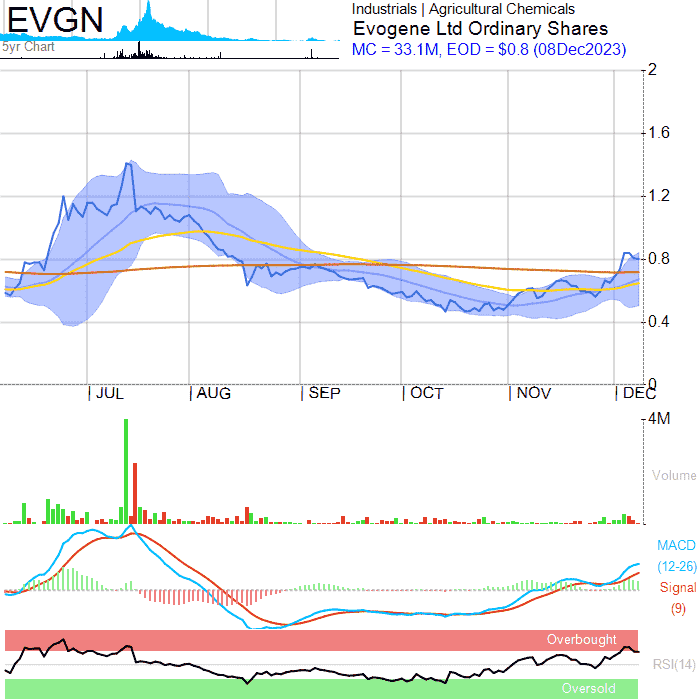 EVGN
5yr Chart
Industrials | Agricultural Chemicals
Evogene Ltd Ordinary Shares
MC = 33.1M, EOD = $0.8 (08Dec2023)
2
1.6
1.2
0.8
0.4
0
JUL AUG SEP OCT NOV DEC
4M
Volume
MACD
(12-26)
Signal
(9)
Overbought
RSI(14)
Oversold